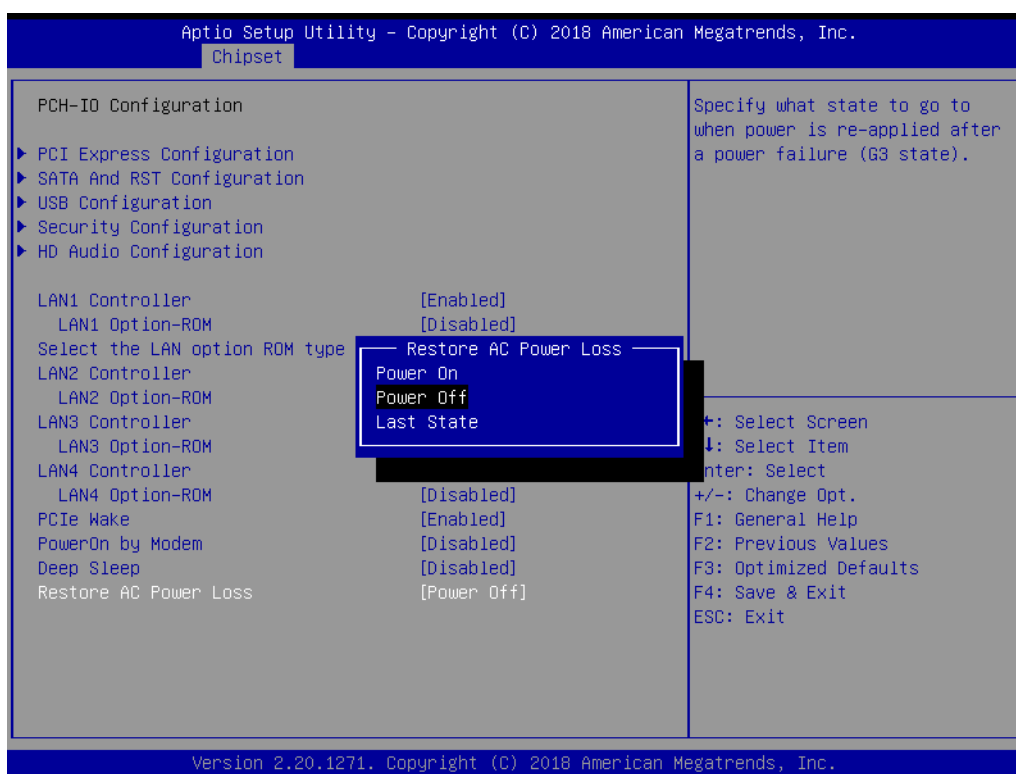 Aptio Setup Utility – Copyright (C) 2018 American Megatrends, Inc.
Chipset
PCH-IO Configuration
PCI Express Configuration
SATA And RST Configuration
USB Configuration
Security Configuration
HD Audio Configuration
LAN1 Controller [Enabled]
LAN1 Option-ROM [Disabled]
Select the LAN option ROM type
LAN2 Controller
LAN2 Option-ROM
LAN3 Controller
LAN3 Option-ROM
LAN4 Controller
LAN4 Option-ROM [Disabled]
PCIe Wake [Enabled]
PowerOn by Modem [Disabled]
Deep Sleep [Disabled]
Restore AC Power Loss [Power Off]
Restore AC Power Loss
Power On
Power Off
Last State
Specify what state to go to
when power is re-applied after
a power failure (G3 state).
: Select Screen
: Select Item
nter: Select
+/-: Change Opt.
F1: General Help
F2: Previous Values
F3: Optimized Defaults
F4: Save & Exit
ESC: Exit
Version 2.20.1271. Copyright (C) 2018 American Megatrends, Inc.